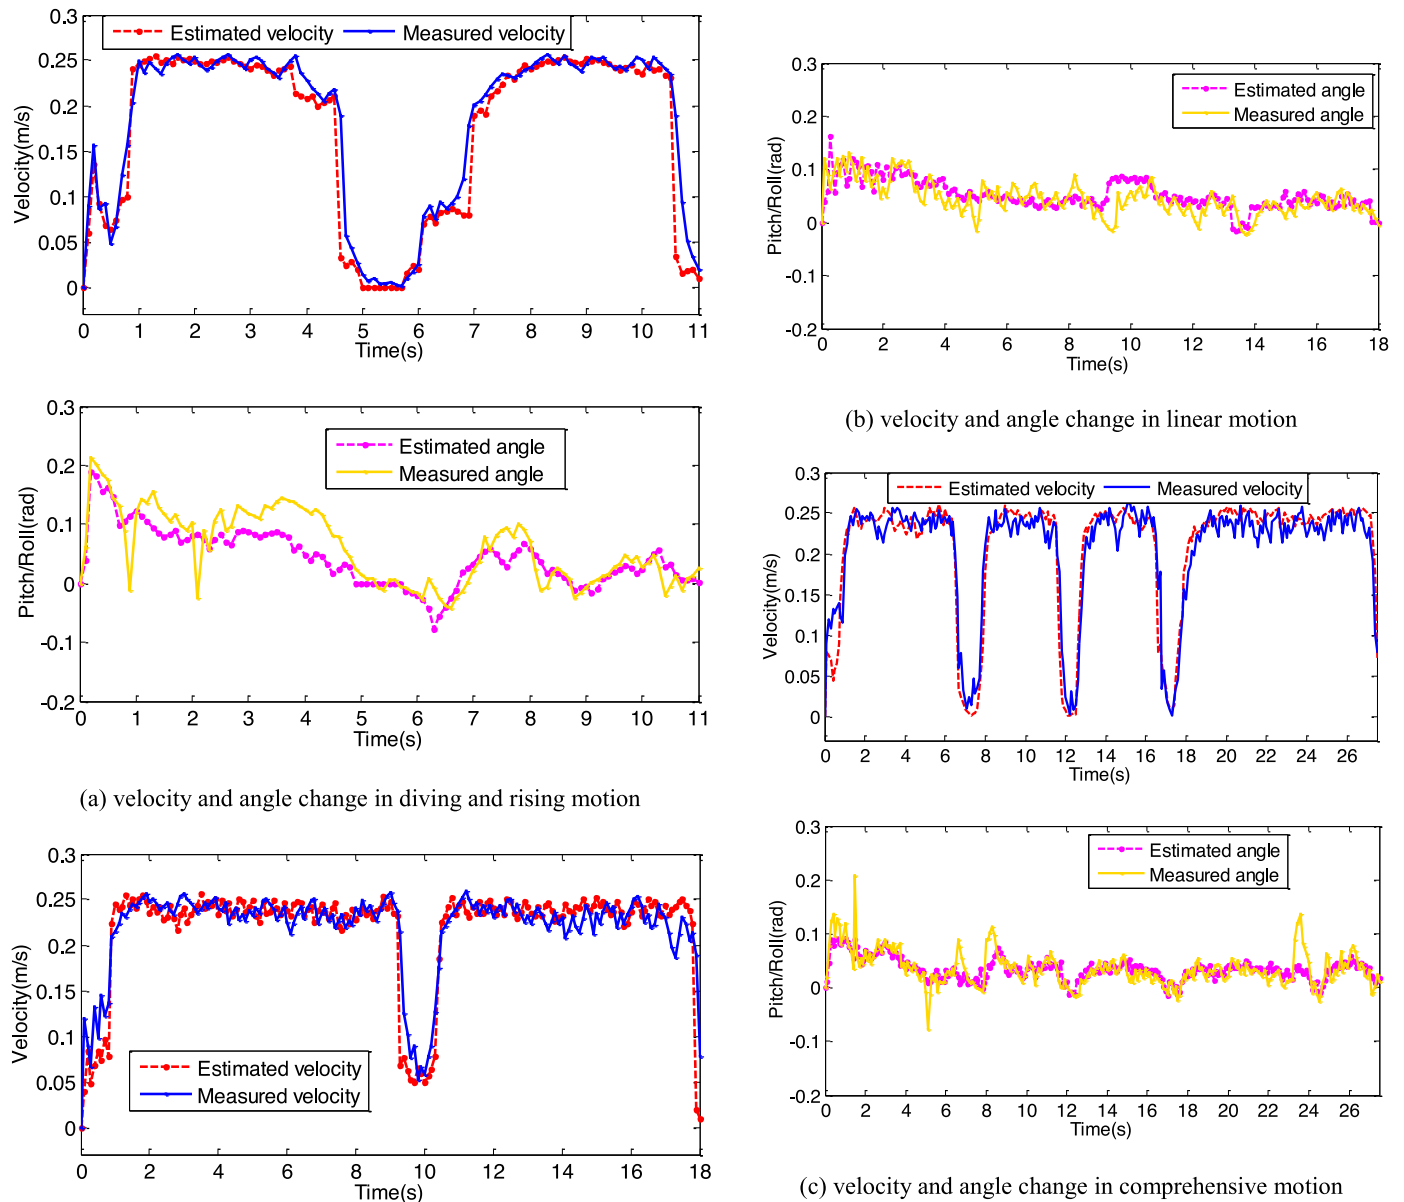 0.3
0.25
0.2
0.15
0.1
0.05
0
Velocity(m/s)
Estimated velocity
Measured velocity
0 1 2 3 4 5 6 7 8 9 10 11
Time(s)
0.3
0.2
0.1
0
-0.1
-0.2
Pitch/Roll(rad)
Estimated angle
Measured angle
0 1 2 3 4 5 6 7 8 9 10 11
Time(s)
(a) velocity and angle change in diving and rising motion
0.3
0.25
0.2
0.15
0.1
0.05
0
Velocity(m/s)
Estimated velocity
Measured velocity
0 2 4 6 8 10 12 14 16 18
Time(s)
0.3
0.2
0.1
0
-0.1
-0.2
Pitch/Roll(rad)
Estimated angle
Measured angle
0 2 4 6 8 10 12 14 16 18
Time(s)
(b) velocity and angle change in linear motion
0.3
0.25
0.2
0.15
0.1
0.05
0
Velocity(m/s)
Estimated velocity
Measured velocity
0 2 4 6 8 10 12 14 16 18 20 22 24 26
Time(s)
0.3
0.2
0.1
0
-0.1
-0.2
Pitch/Roll(rad)
Estimated angle
Measured angle
0 2 4 6 8 10 12 14 16 18 20 22 24 26
Time(s)
(c) velocity and angle change in comprehensive motion